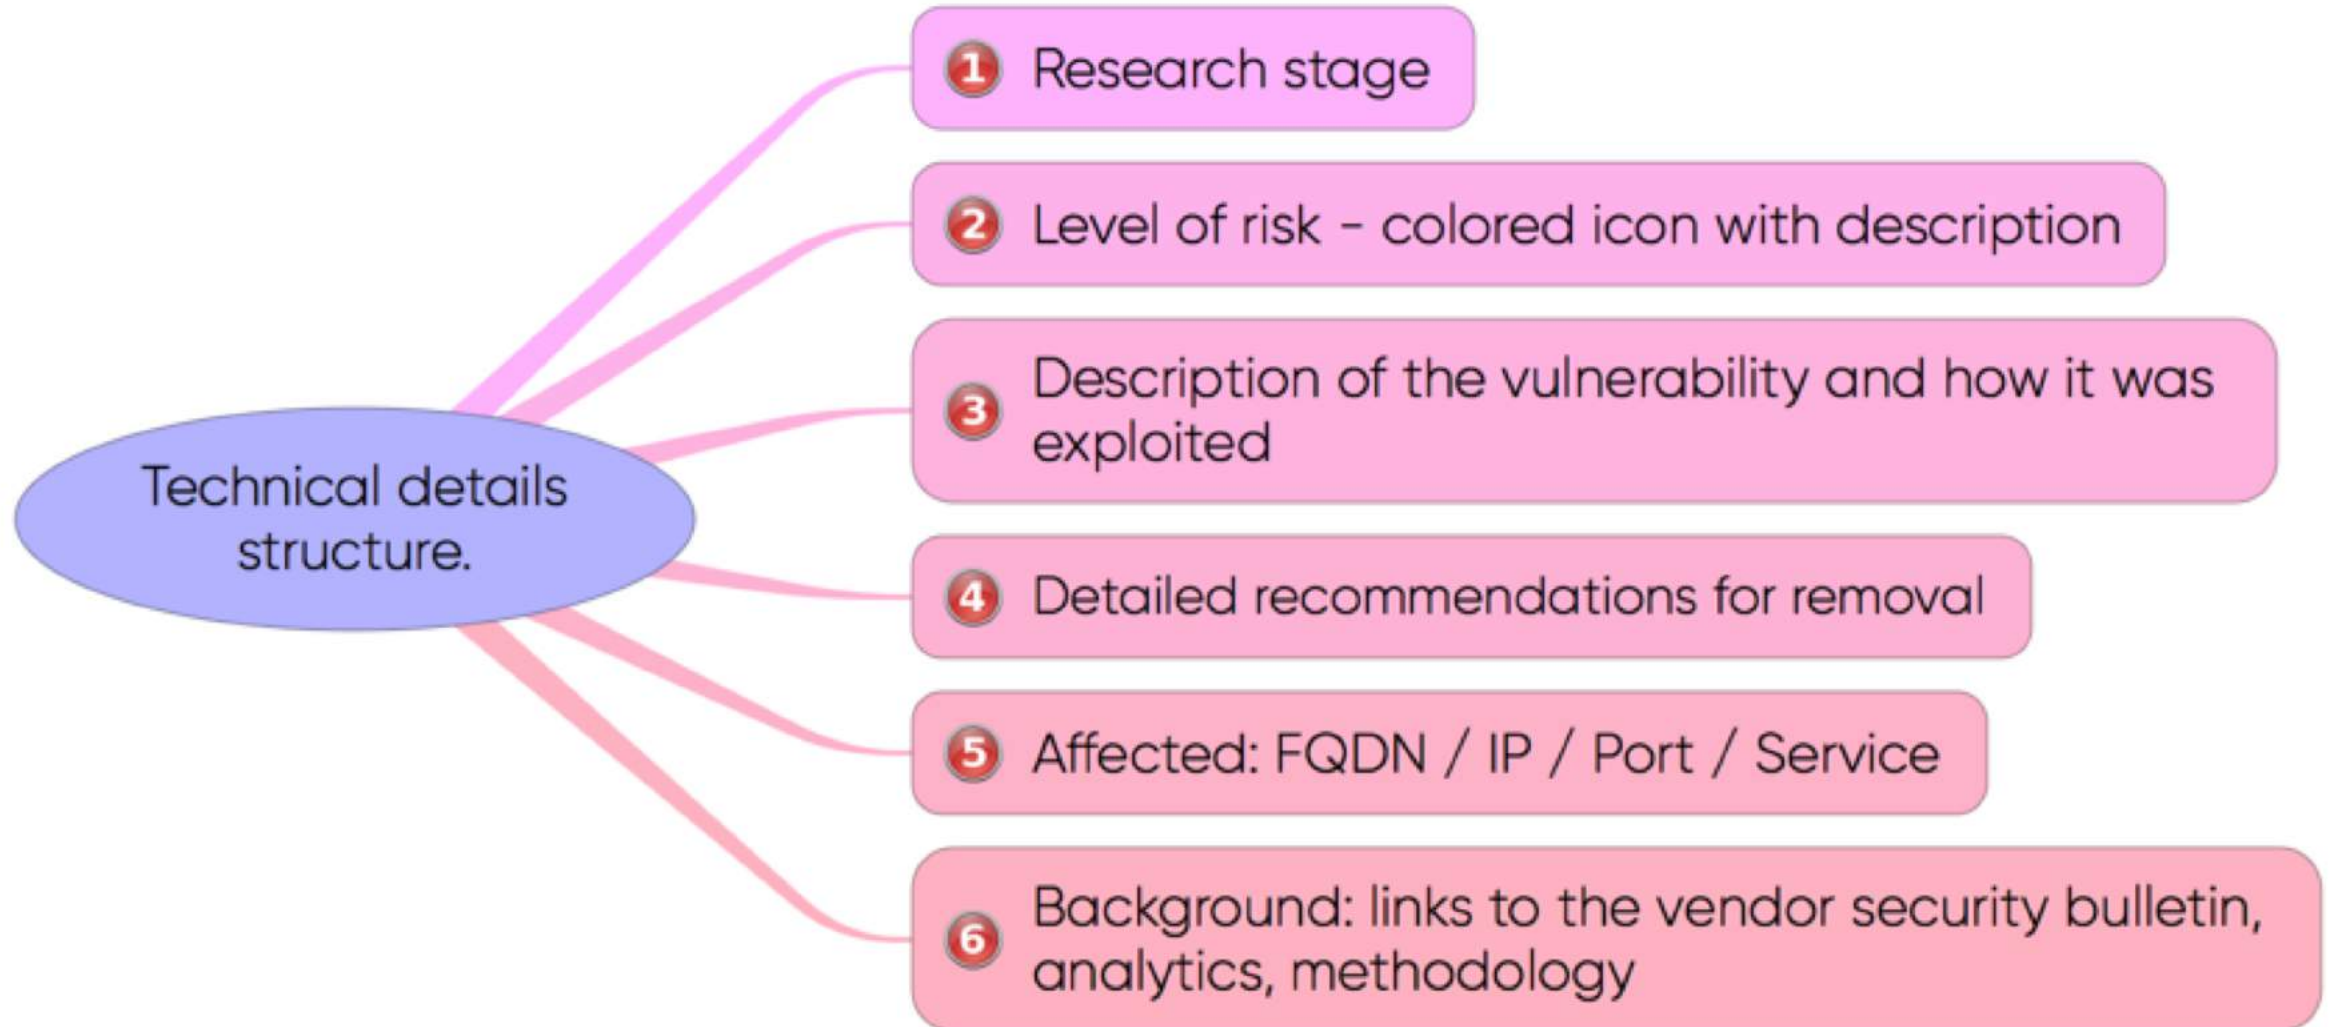 1 Research stage
2 Level of risk - colored icon with description
3 Description of the vulnerability and how it was
exploited
Technical details
structure.
4 Detailed recommendations for removal
5 Affected: FQDN / IP / Port / Service
6 Background: links to the vendor security bulletin,
analytics, methodology